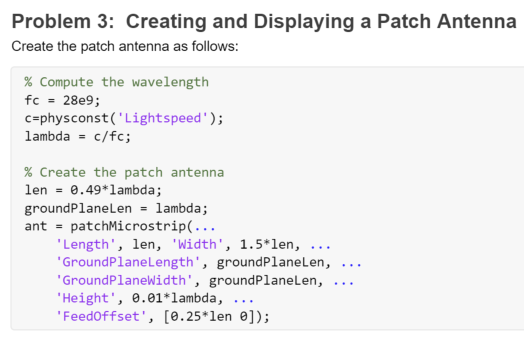 Problem 3:  Creating and Displaying a Patch Antenna
Create the patch antenna as follows:
% Compute the wavelength
fc = 28e9;
c=physconst('Lightspeed');
lambda = c/fc;
% Create the patch antenna
len = 0.49*lambda;
groundPlaneLen = lambda;
ant = patchMicrostrip(...
    'Length', len, 'Width', 1.5*len, ...
    'GroundPlaneLength', groundPlaneLen, ...
    'GroundPlaneWidth', groundPlaneLen, ...
    'Height', 0.01*lambda, ...
    'FeedOffset', [0.25*len 0]);